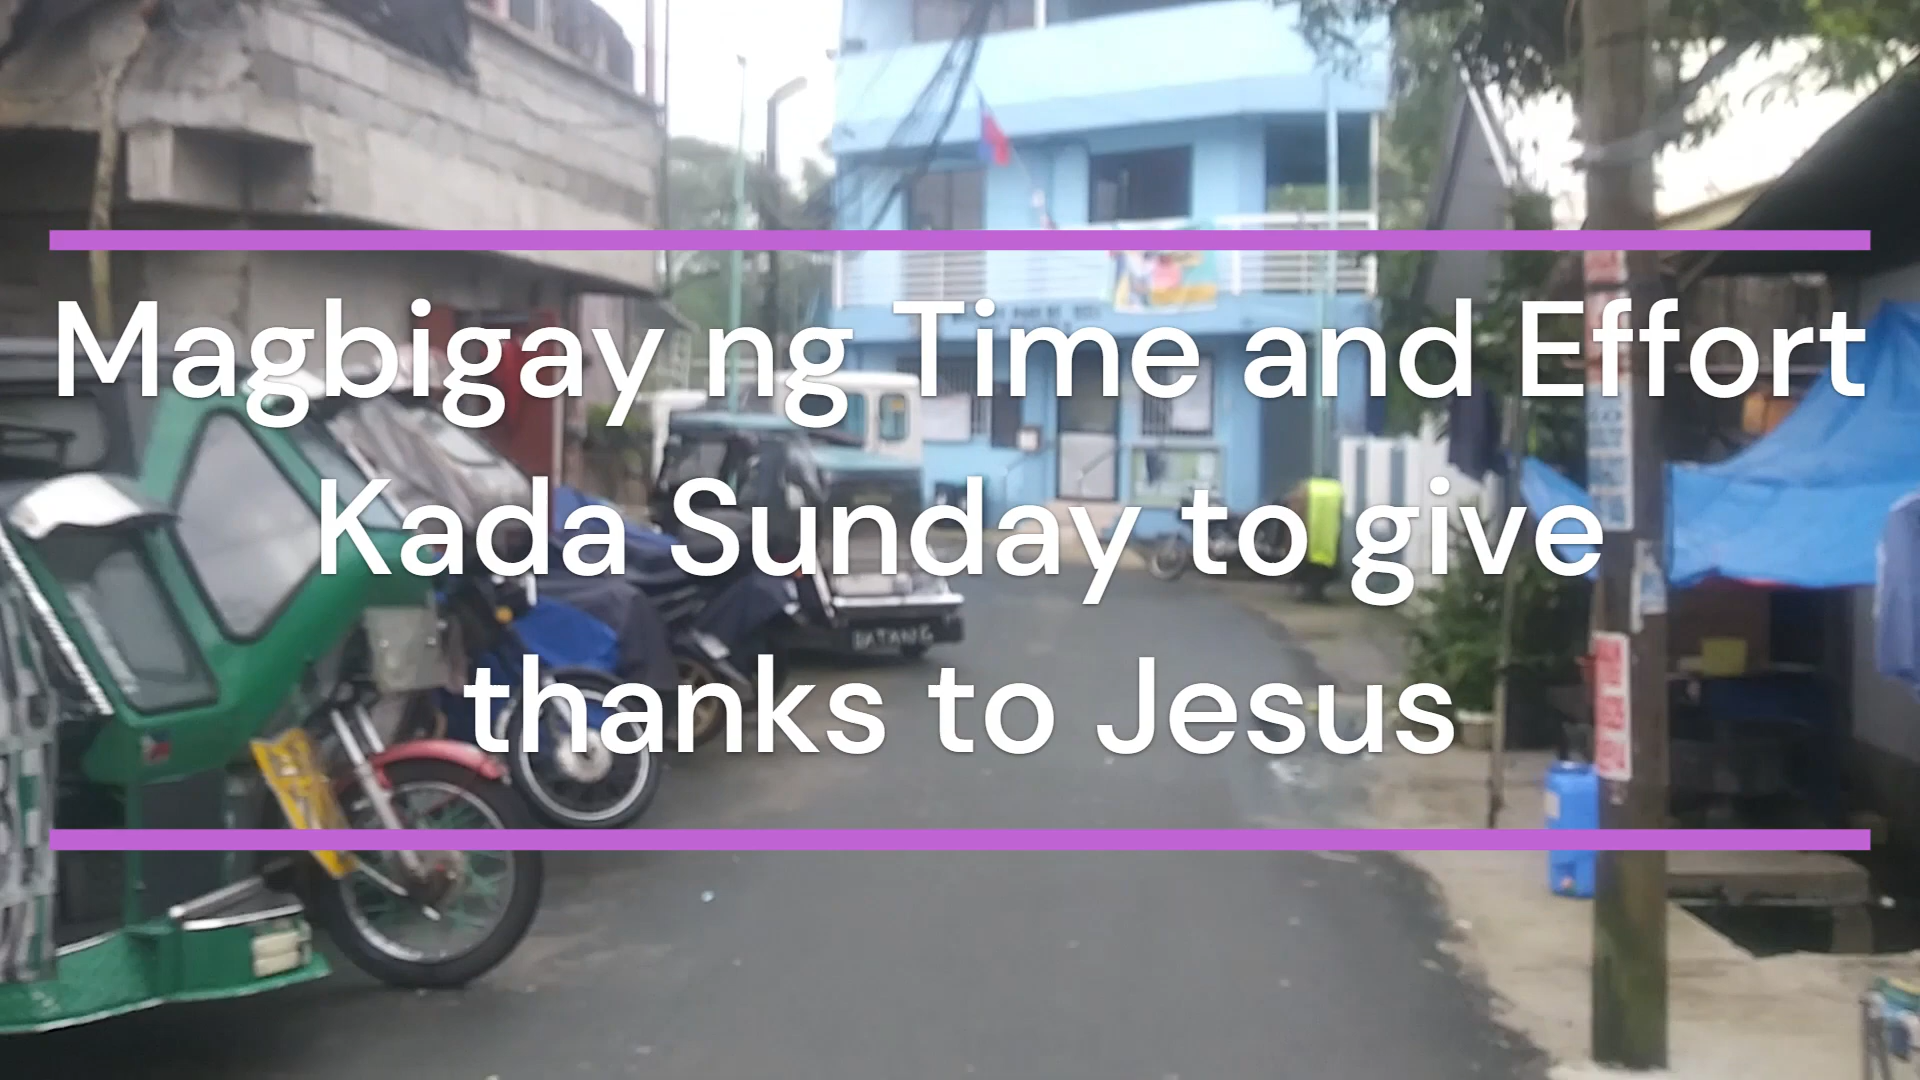 Magbigay ng Time and Effort
Kada Sunday to give
thanks to Jesus